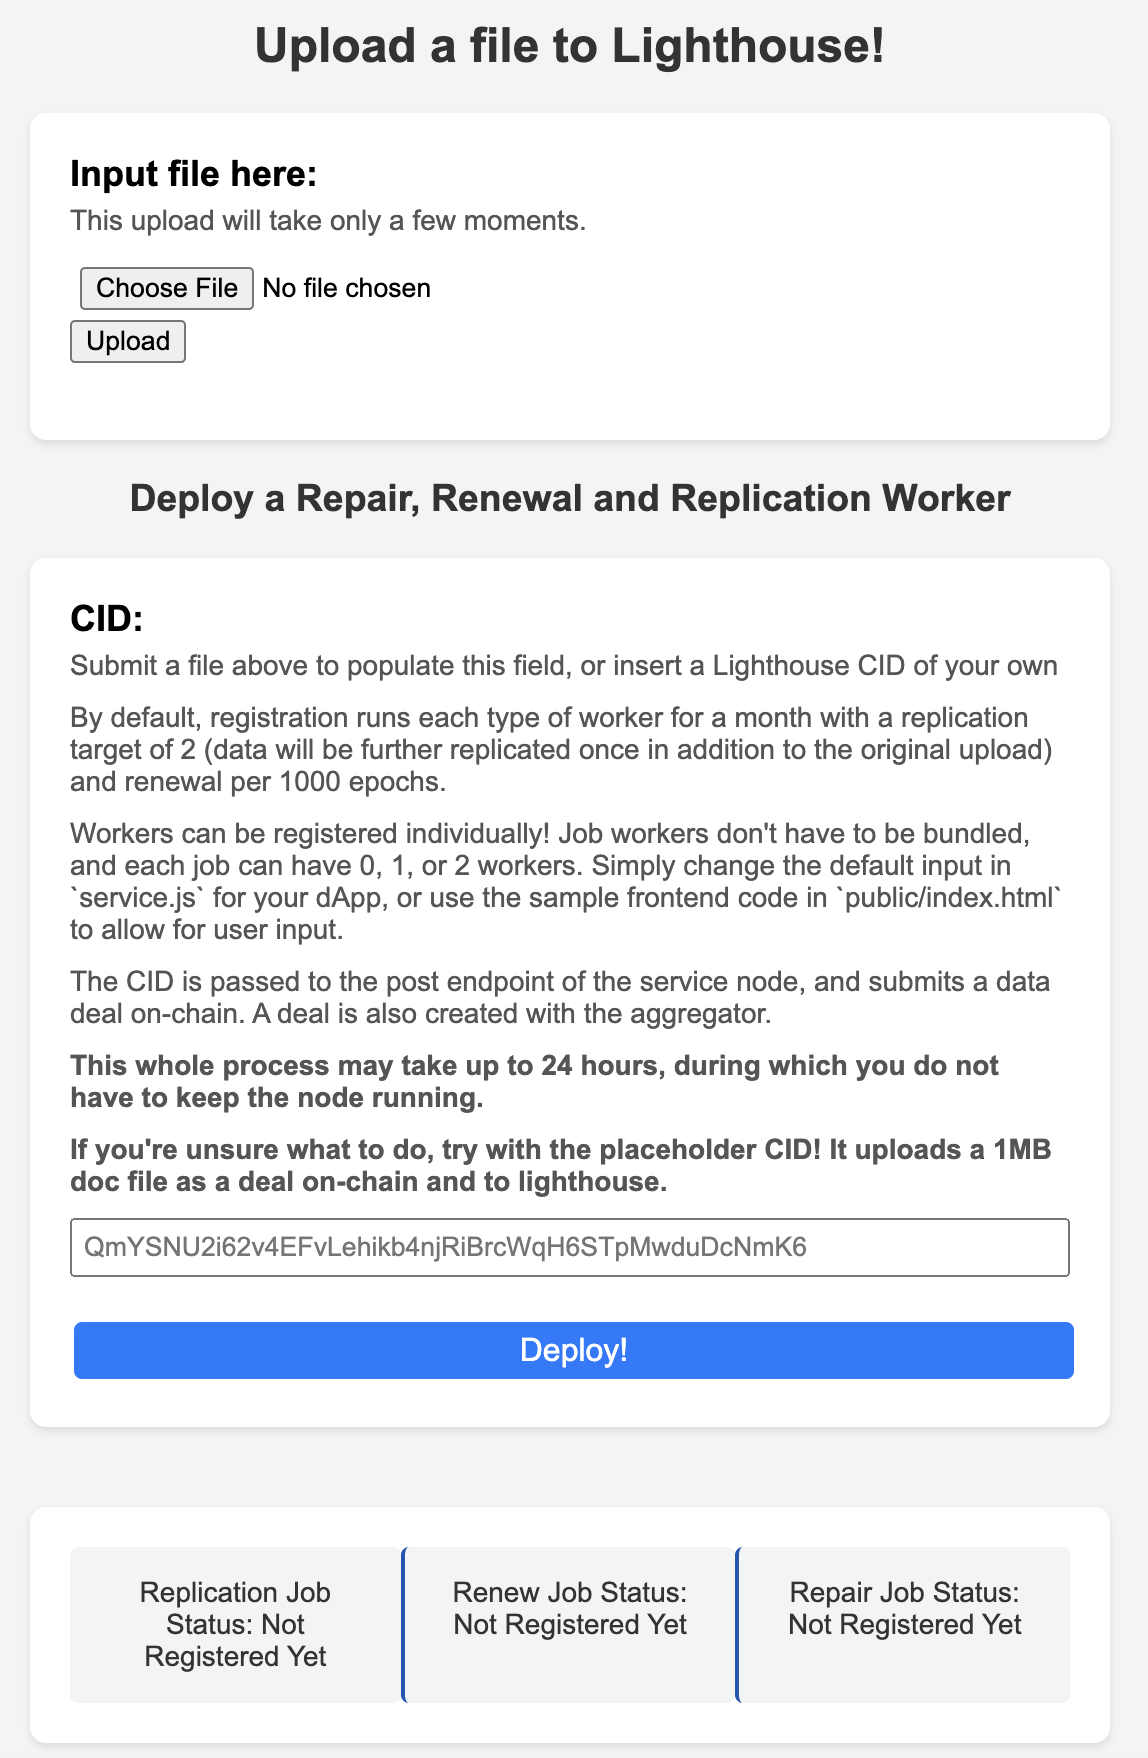 Upload a file to Lighthouse!
Input file here:
This upload will take only a few moments.
Choose File No file chosen
Upload
Deploy a Repair, Renewal and Replication Worker
CID:
Submit a file above to populate this field, or insert a Lighthouse CID of your own
By default, registration runs each type of worker for a month with a replication
target of 2 (data will be further replicated once in addition to the original upload)
and renewal per 1000 epochs.
Workers can be registered individually! Job workers don't have to be bundled,
and each job can have 0, 1, or 2 workers. Simply change the default input in
`service.js` for your dApp, or use the sample frontend code in `public/index.html`
to allow for user input.
The CID is passed to the post endpoint of the service node, and submits a data
deal on-chain. A deal is also created with the aggregator.
This whole process may take up to 24 hours, during which you do not
have to keep the node running.
If you're unsure what to do, try with the placeholder CID! It uploads a 1MB
doc file as a deal on-chain and to lighthouse.
QmYSNU2i62v4EFvLehikb4njRiBrcWqH6STpMwduDcNmK6
Deploy!
Replication Job
Status: Not
Registered Yet
Renew Job Status:
Not Registered Yet
Repair Job Status:
Not Registered Yet